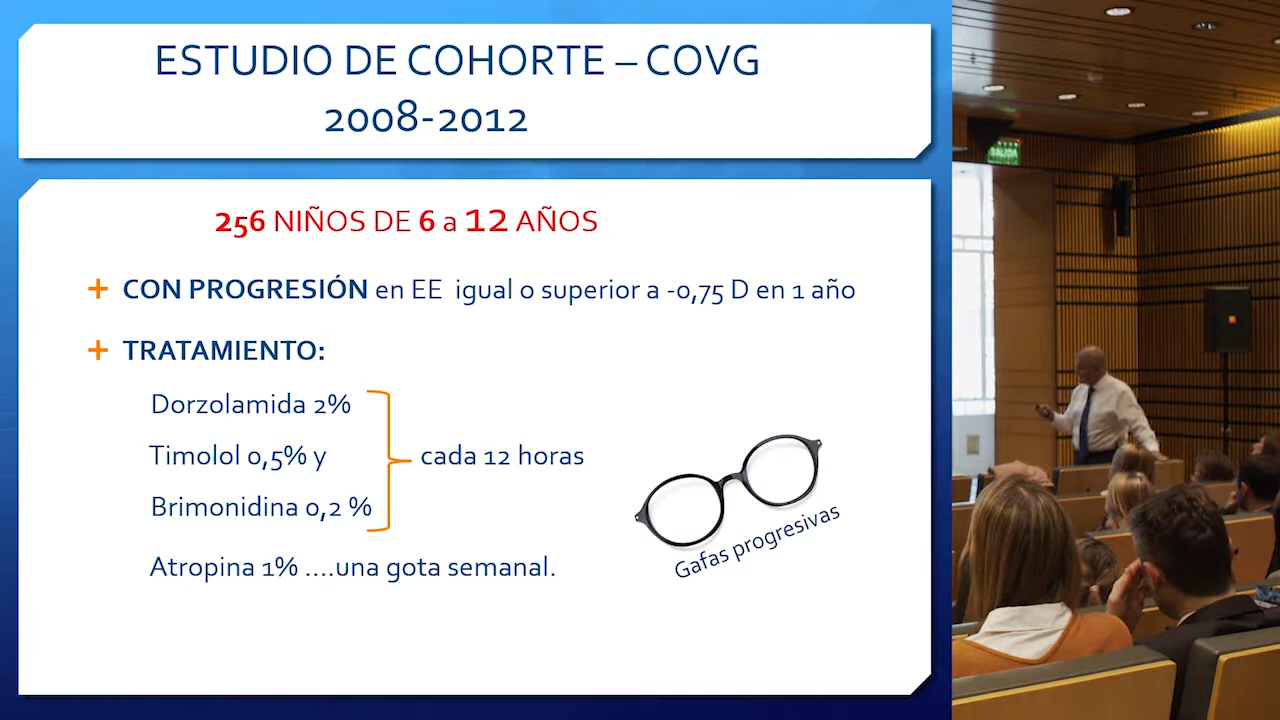 ESTUDIO DE COHORTE – COVG
2008-2012
256 NIÑOS DE 6 a 12 AÑOS
+ CON PROGRESIÓN en EE igual o superior a -0,75 D en 1 año
+ TRATAMIENTO:
Dorzolamida 2%
Timolol 0,5% y
Brimonidina 0,2 %
cada 12 horas
Atropina 1% ....una gota semanal.
Gafas progresivas
SALIDA